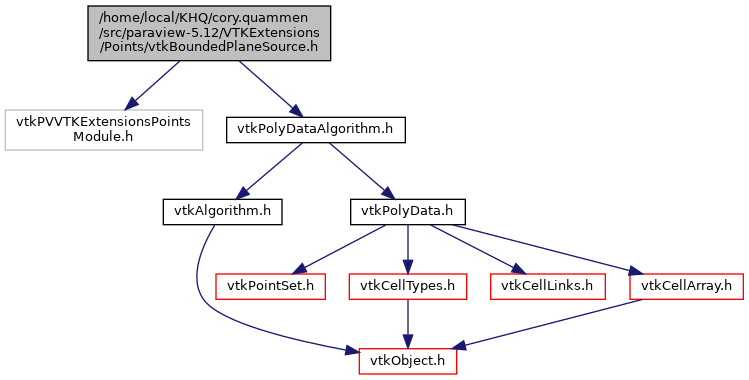 /home/local/KHQ/cory.quammen
/src/paraview-5.12/VTKExtensions
/Points/vtkBoundedPlaneSource.h
vtkPVVTKExtensionsPoints
Module.h
vtkPolyDataAlgorithm.h
vtkAlgorithm.h
vtkPolyData.h
vtkPointSet.h
vtkCellTypes.h
vtkCellLinks.h
vtkCellArray.h
vtkObject.h